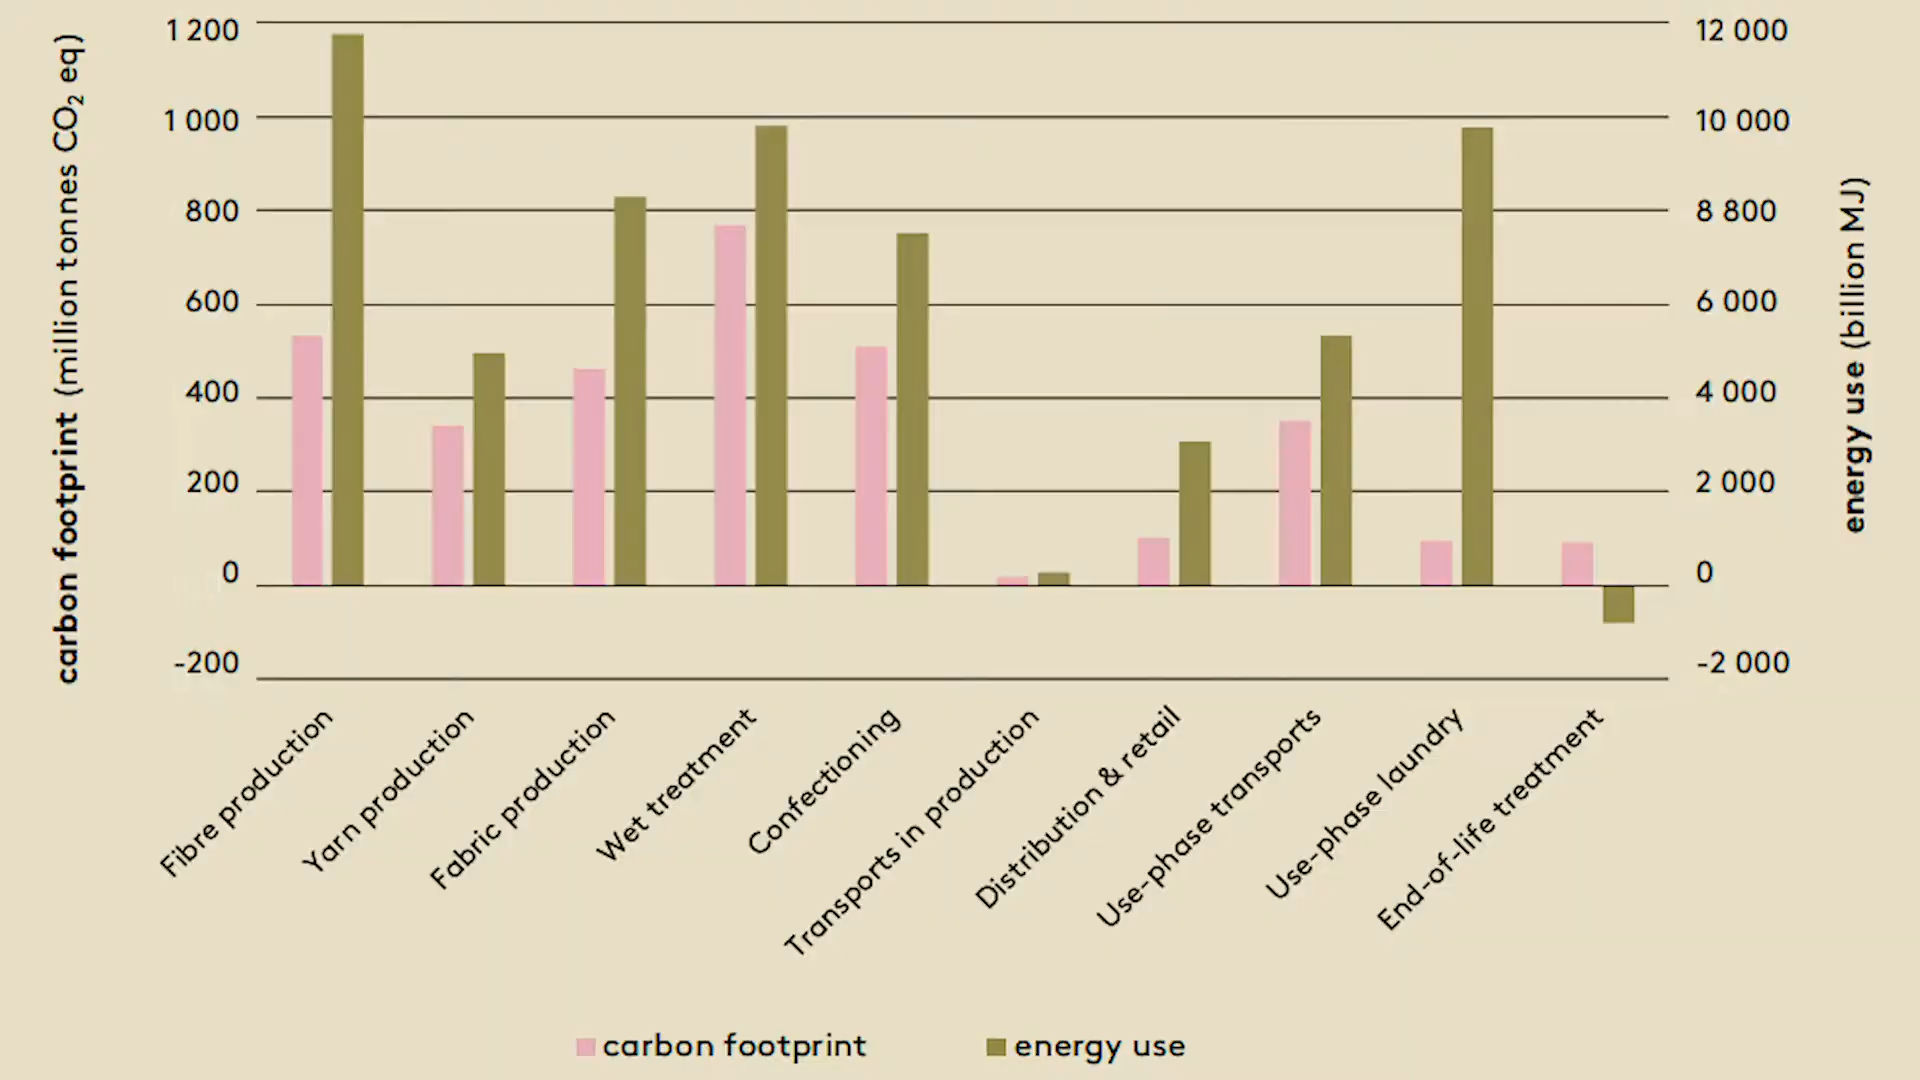 carbon footprint (million tonnes CO₂ eq)
1 200
1 000
800
600
400
200
0
-200
12 000
10 000
8 800
6 000
4 000
2 000
0
-2 000
energy use (billion MJ)
Fibre production
Yarn production
Fabric production
Wet treatment
Confectioning
Transports in production
Distribution & retail
Use-phase transports
Use-phase laundry
End-of-life treatment
carbon footprint
energy use